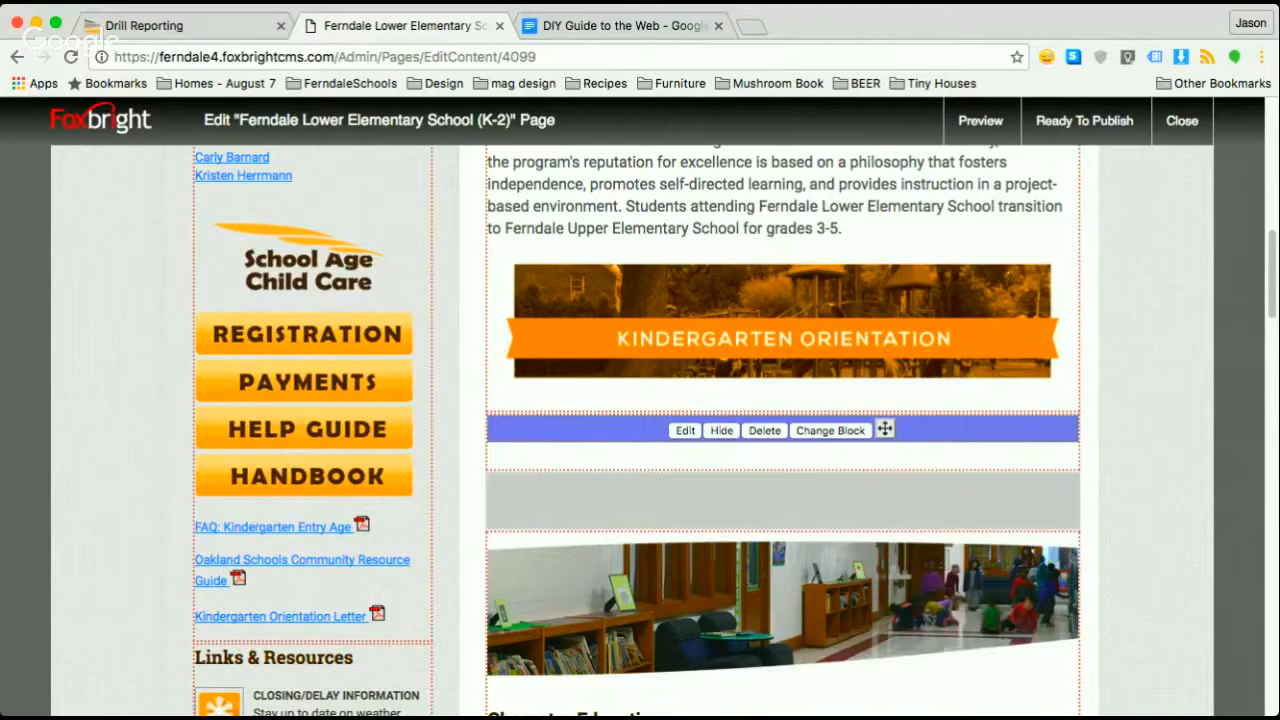 Drill Reporting
Ferndale Lower Elementary Sc
DIY Guide to the Web - Google
Jason
Google
https://ferndale4.foxbrightcms.com/Admin/Pages/EditContent/4099
Apps
Bookmarks
Homes - August 7
FerndaleSchools
Design
mag design
Recipes
Furniture
Mushroom Book
BEER
Tiny Houses
Other Bookmarks
Foxbright
Edit "Ferndale Lower Elementary School (K-2)" Page
Preview
Ready To Publish
Close
Carly Barnard
Kristen Herrmann
School Age
Child Care
REGISTRATION
PAYMENTS
HELP GUIDE
HANDBOOK
FAQ: Kindergarten Entry Age
Oakland Schools Community Resource
Guide
Kindergarten Orientation Letter
Links & Resources
CLOSING/DELAY INFORMATION
Stay up to date on weather
the program's reputation for excellence is based on a philosophy that fosters
independence, promotes self-directed learning, and provides instruction in a project-
based environment. Students attending Ferndale Lower Elementary School transition
to Ferndale Upper Elementary School for grades 3-5.
KINDERGARTEN ORIENTATION
Edit
Hide
Delete
Change Block